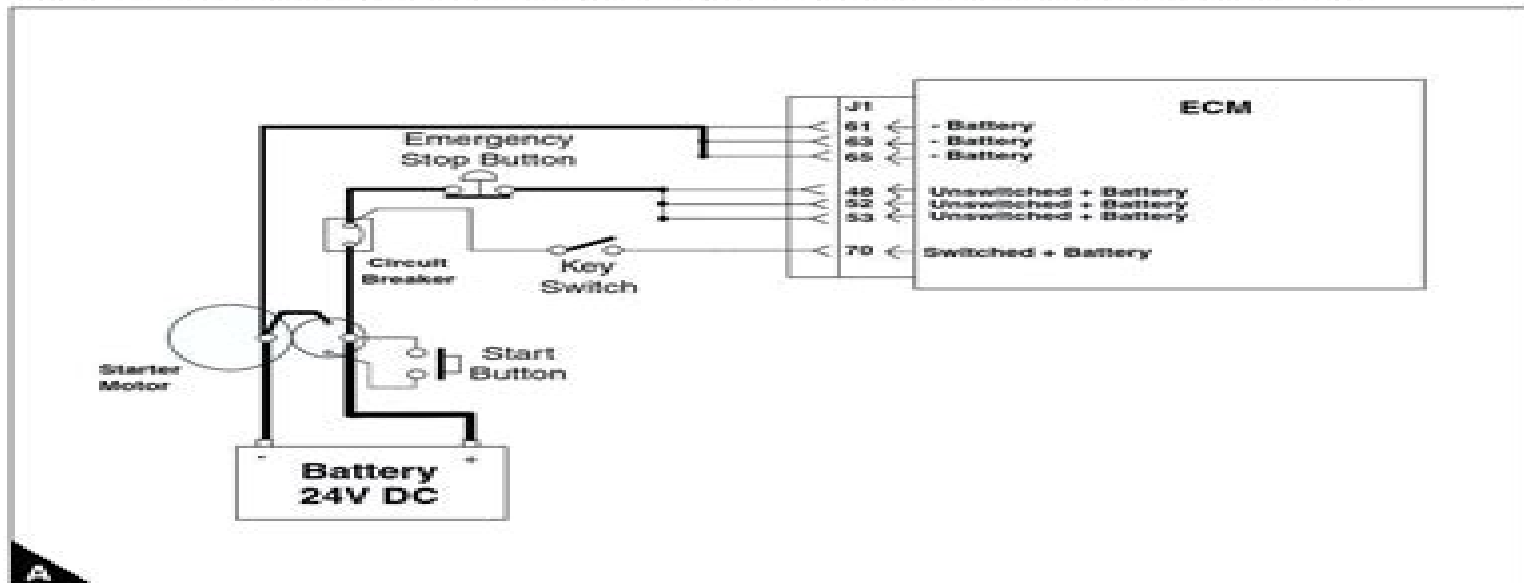 J1
ECM
61 - Battery
63 - Battery
65 - Battery
Emergency
Stop Button
48 Unswitched + Battery
52 Unswitched + Battery
53 Unswitched + Battery
70 Switched + Battery
Circuit
Breaker
Key
Switch
Starter
Motor
Start
Button
- +
Battery
24V DC
A